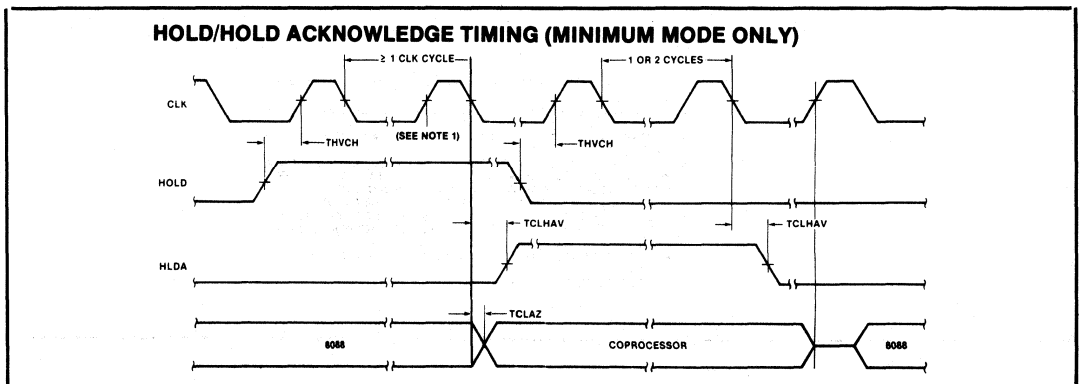 HOLD/HOLD ACKNOWLEDGE TIMING (MINIMUM MODE ONLY)
≥ 1 CLK CYCLE
1 OR 2 CYCLES
CLK
(SEE NOTE 1)
THVCH
THVCH
HOLD
TCLHAV
TCLHAV
HLDA
TCLAZ
8088
COPROCESSOR
8088